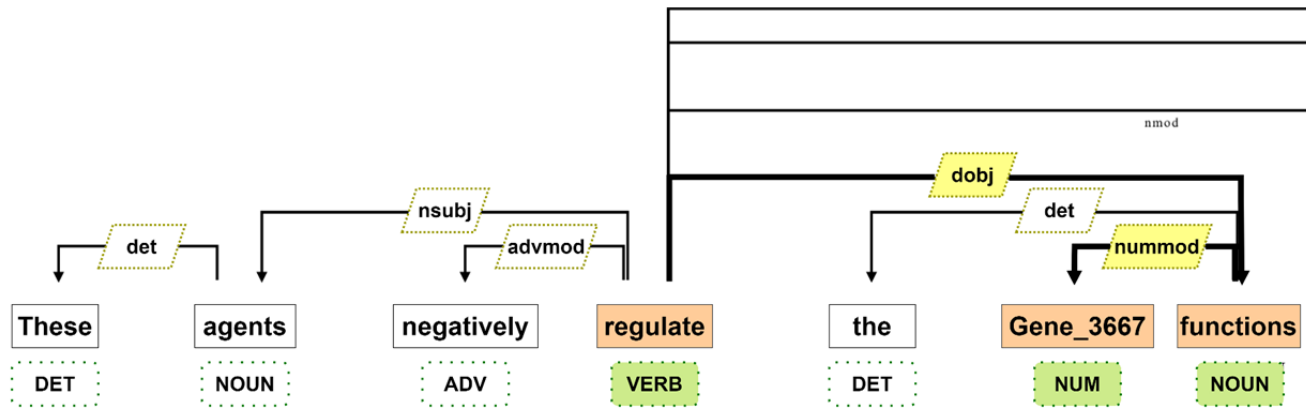 nmod
dobj
nsubj det
det advmod nummod
These agents negatively regulate the Gene_3667 functions
DET NOUN ADV VERB DET NUM NOUN